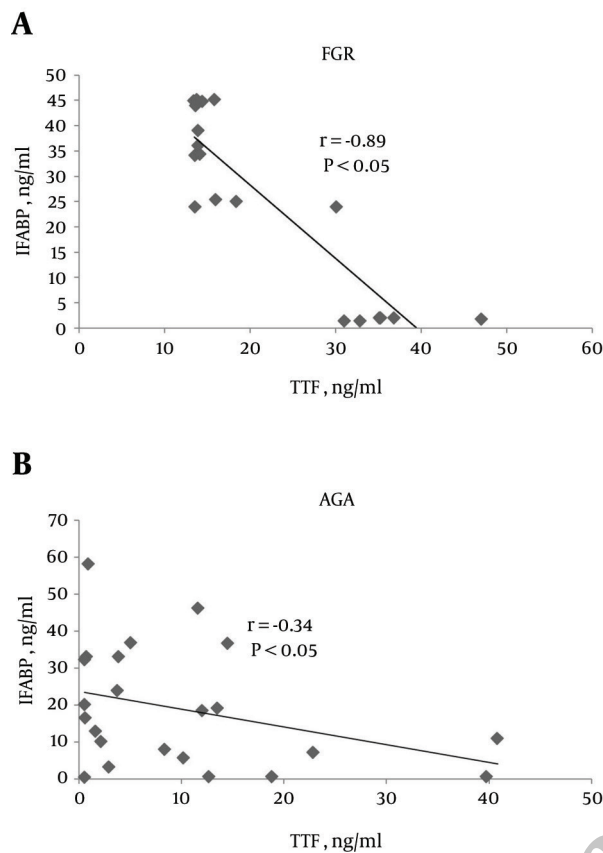 A
FGR
50
45
40
35
30
25
20
15
10
5
0
IFABP, ng/ml
r = -0.89
P < 0.05
0 10 20 30 40 50 60
TTF, ng/ml
B
AGA
70
60
50
40
30
20
10
0
IFABP, ng/ml
r = -0.34
P < 0.05
0 10 20 30 40 50
TTF, ng/ml